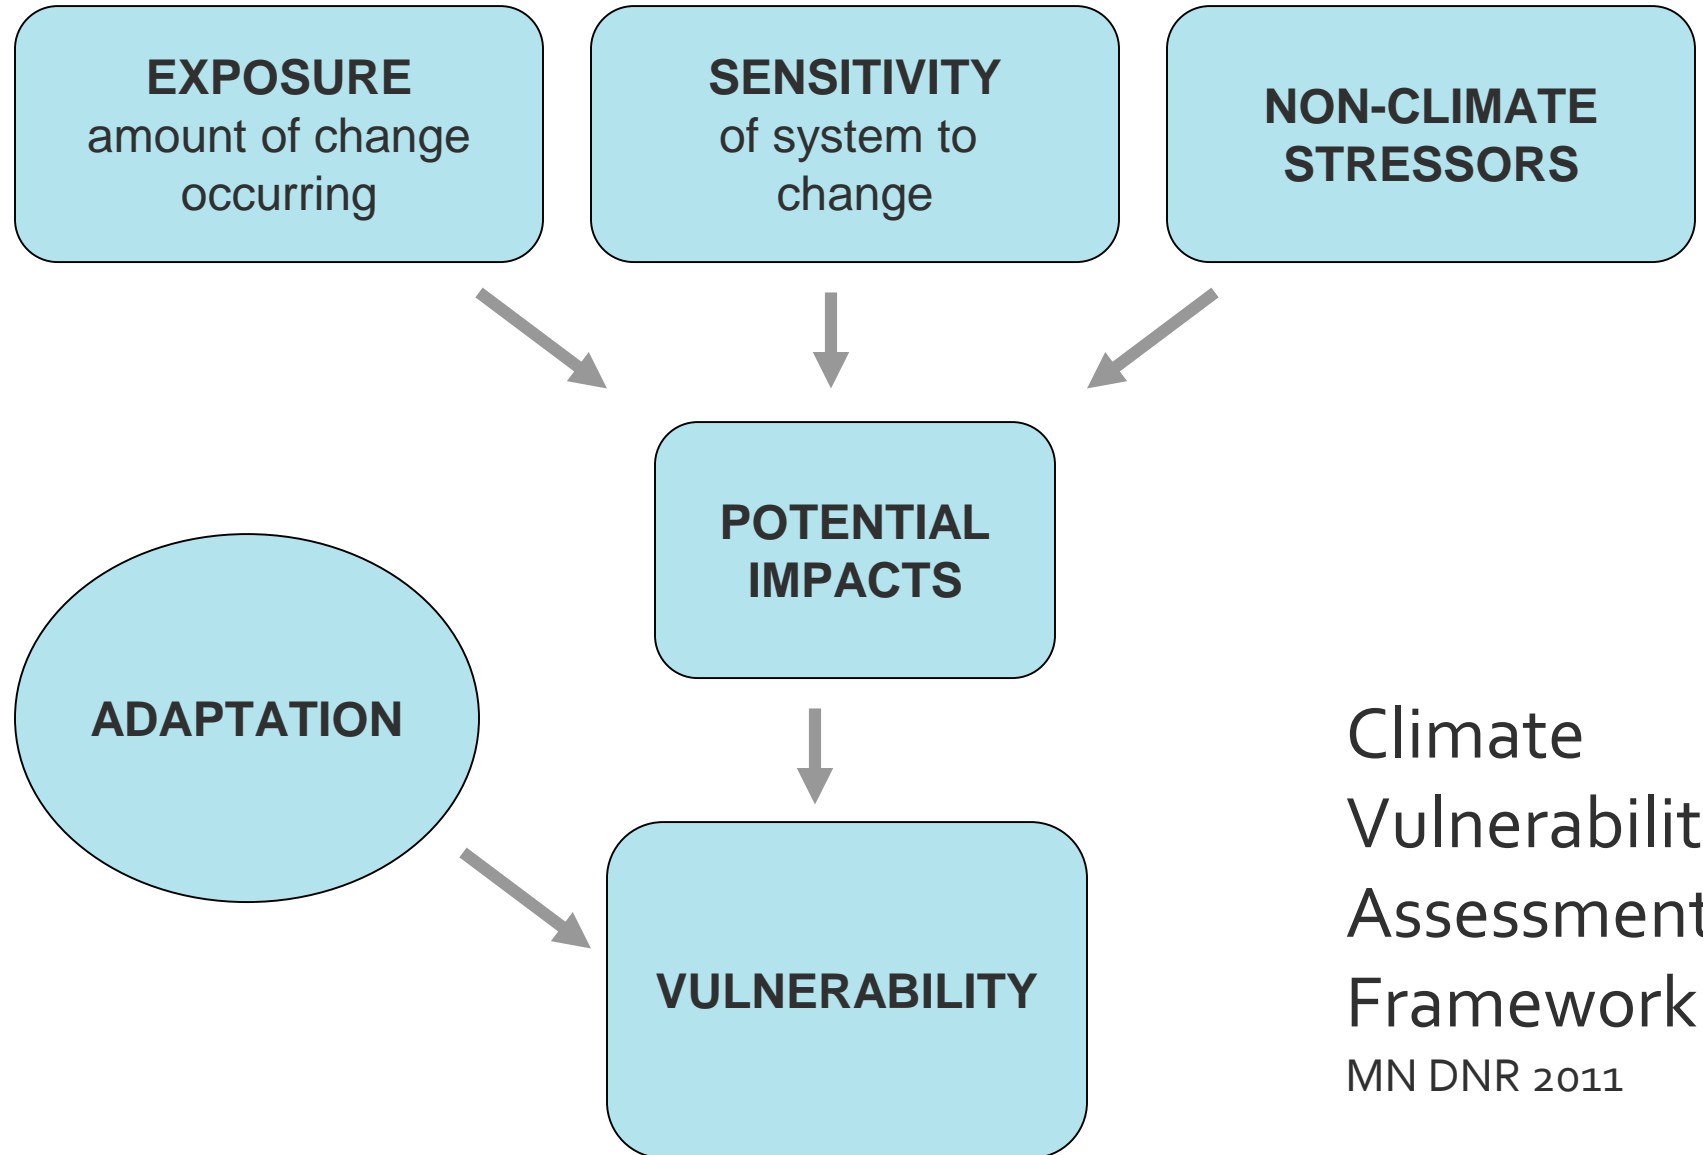 EXPOSURE
amount of change
occurring
SENSITIVITY
of system to
change
NON-CLIMATE
STRESSORS
POTENTIAL
IMPACTS
ADAPTATION
VULNERABILITY
Climate
Vulnerabilit
Assessment
Framework
MN DNR 2011